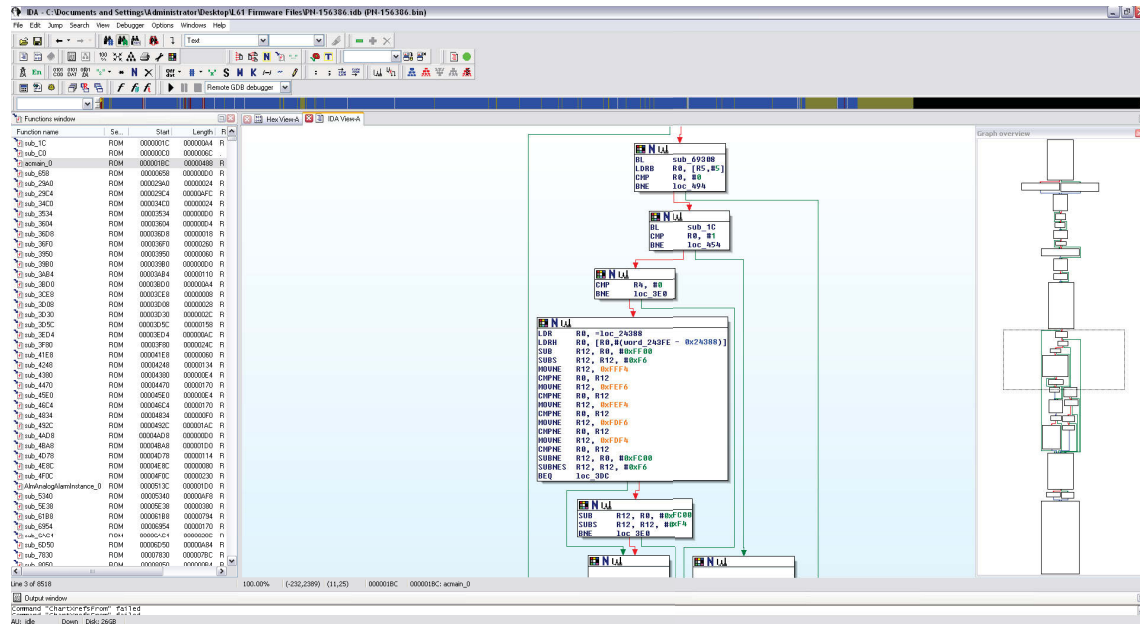 IDA - C:\Documents and Settings\Administrator\Desktop\L61 Firmware Files\PN-156386.idb (PN-156386.bin)
File Edit Jump Search View Debugger Options Windows Help
Text
Remote GDB debugger
Functions window
Hex View-A
IDA View-A
Graph overview
Function name Se... Start Length R
sub_1C ROM 0000001C 000000A4 R
sub_C0 ROM 000000C0 0000006C .
acmain_0 ROM 000001BC 00000488 R
sub_658 ROM 00000658 000000D0 R
sub_29A0 ROM 000029A0 00000024 R
sub_29C4 ROM 000029C4 00000AFC R
sub_34C0 ROM 000034C0 00000024 R
sub_3534 ROM 00003534 000000D0 R
sub_3604 ROM 00003604 000000D4 R
sub_36D8 ROM 000036D8 00000018 R
sub_36F0 ROM 000036F0 00000260 R
sub_3950 ROM 00003950 00000060 R
sub_39B0 ROM 000039B0 000000D0 R
sub_3AB4 ROM 00003AB4 00000110 R
sub_3BD0 ROM 00003BD0 000000A4 R
sub_3CE8 ROM 00003CE8 00000008 R
sub_3D08 ROM 00003D08 00000028 R
sub_3D30 ROM 00003D30 0000002C R
sub_3D5C ROM 00003D5C 00000158 R
sub_3ED4 ROM 00003ED4 000000AC R
sub_3F80 ROM 00003F80 0000024C R
sub_41E8 ROM 000041E8 00000060 R
sub_4248 ROM 00004248 00000134 R
sub_4380 ROM 00004380 000000E4 R
sub_4470 ROM 00004470 00000170 R
sub_45E0 ROM 000045E0 000000E4 R
sub_46C4 ROM 000046C4 00000170 R
sub_4834 ROM 00004834 000000F0 R
sub_492C ROM 0000492C 000001AC R
sub_4AD8 ROM 00004AD8 000000D0 R
sub_4BA8 ROM 00004BA8 000001D0 R
sub_4D78 ROM 00004D78 00000114 R
sub_4E8C ROM 00004E8C 00000080 R
sub_4F0C ROM 00004F0C 00000230 R
AlmAnalogAlarmInstance_0 ROM 0000513C 000001D0 R
sub_5340 ROM 00005340 00000AF8 R
sub_5E38 ROM 00005E38 00000380 R
sub_61B8 ROM 000061B8 00000794 R
sub_6954 ROM 00006954 00000170 R
sub_6D50 ROM 00006D50 00000A84 R
sub_7830 ROM 00007830 000007BC R
BL sub_69308
LDRB R0, [R5,#5]
CMP R0, #0
BNE loc_494
BL sub_1C
CMP R0, #1
BNE loc_454
CMP R4, #0
BNE loc_3E0
LDR R0, =loc_24388
LDRH R0, [R0,#(word_243FE - 0x24388)]
SUB R12, R0, #0xFF00
SUBS R12, R12, #0xF6
MOVNE R12, 0xFFF4
CMPNE R0, R12
MOVNE R12, 0xFEF6
CMPNE R0, R12
MOVNE R12, 0xFEF4
CMPNE R0, R12
MOVNE R12, 0xFDF6
CMPNE R0, R12
MOVNE R12, 0xFDF4
CMPNE R0, R12
SUBNE R12, R0, #0xFC00
SUBNES R12, R12, #0xF6
BEQ loc_3DC
SUB R12, R0, #0xFC00
SUBS R12, R12, #0xF4
BNE loc_3E0
Line 3 of 8518
100.00% (-232,2389) (11,25) 000001BC 000001BC: acmain_0
Output window
Command "ChartXrefsFrom" failed
AU: idle Down Disk: 26GB